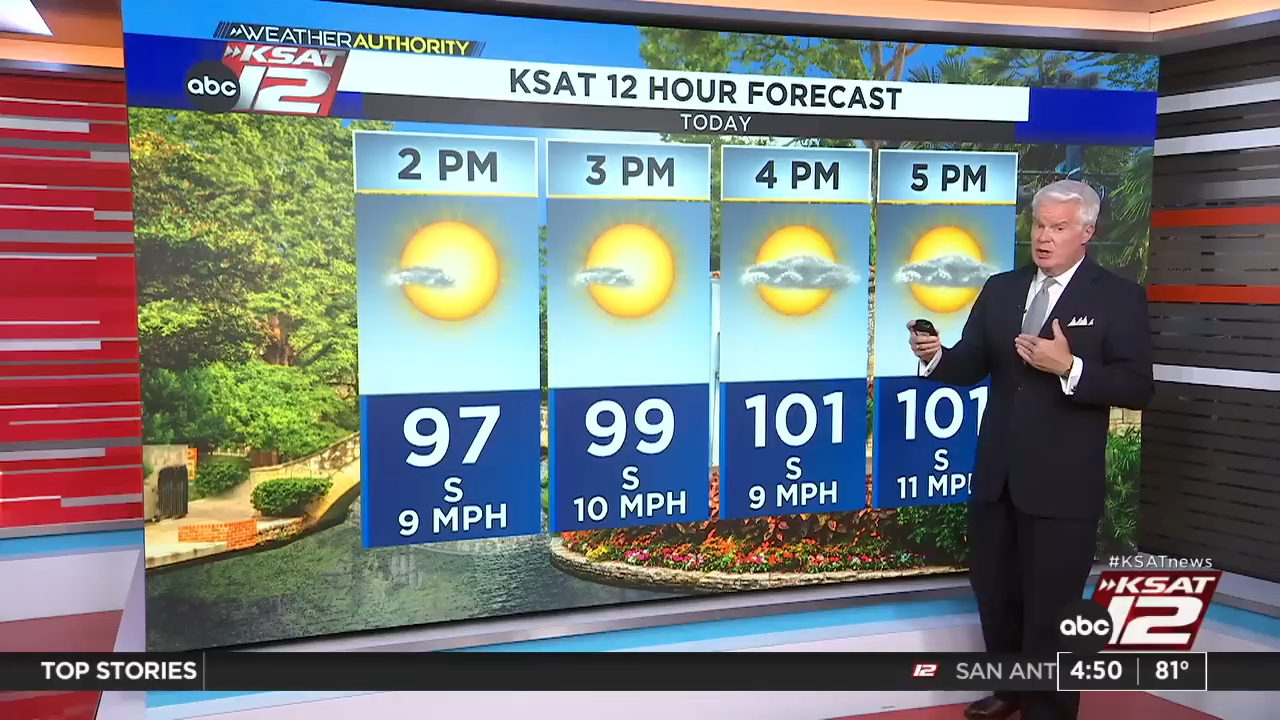 »WEATHERAUTHORITY
»KSAT
abc 12
KSAT 12 HOUR FORECAST
TODAY
2 PM
3 PM
4 PM
5 PM
97
S
9 MPH
99
S
10 MPH
101
S
9 MPH
101
S
11 MP
#KSATnews
»KSAT
abc 12
TOP STORIES
12 SAN ANT
4:50
81°